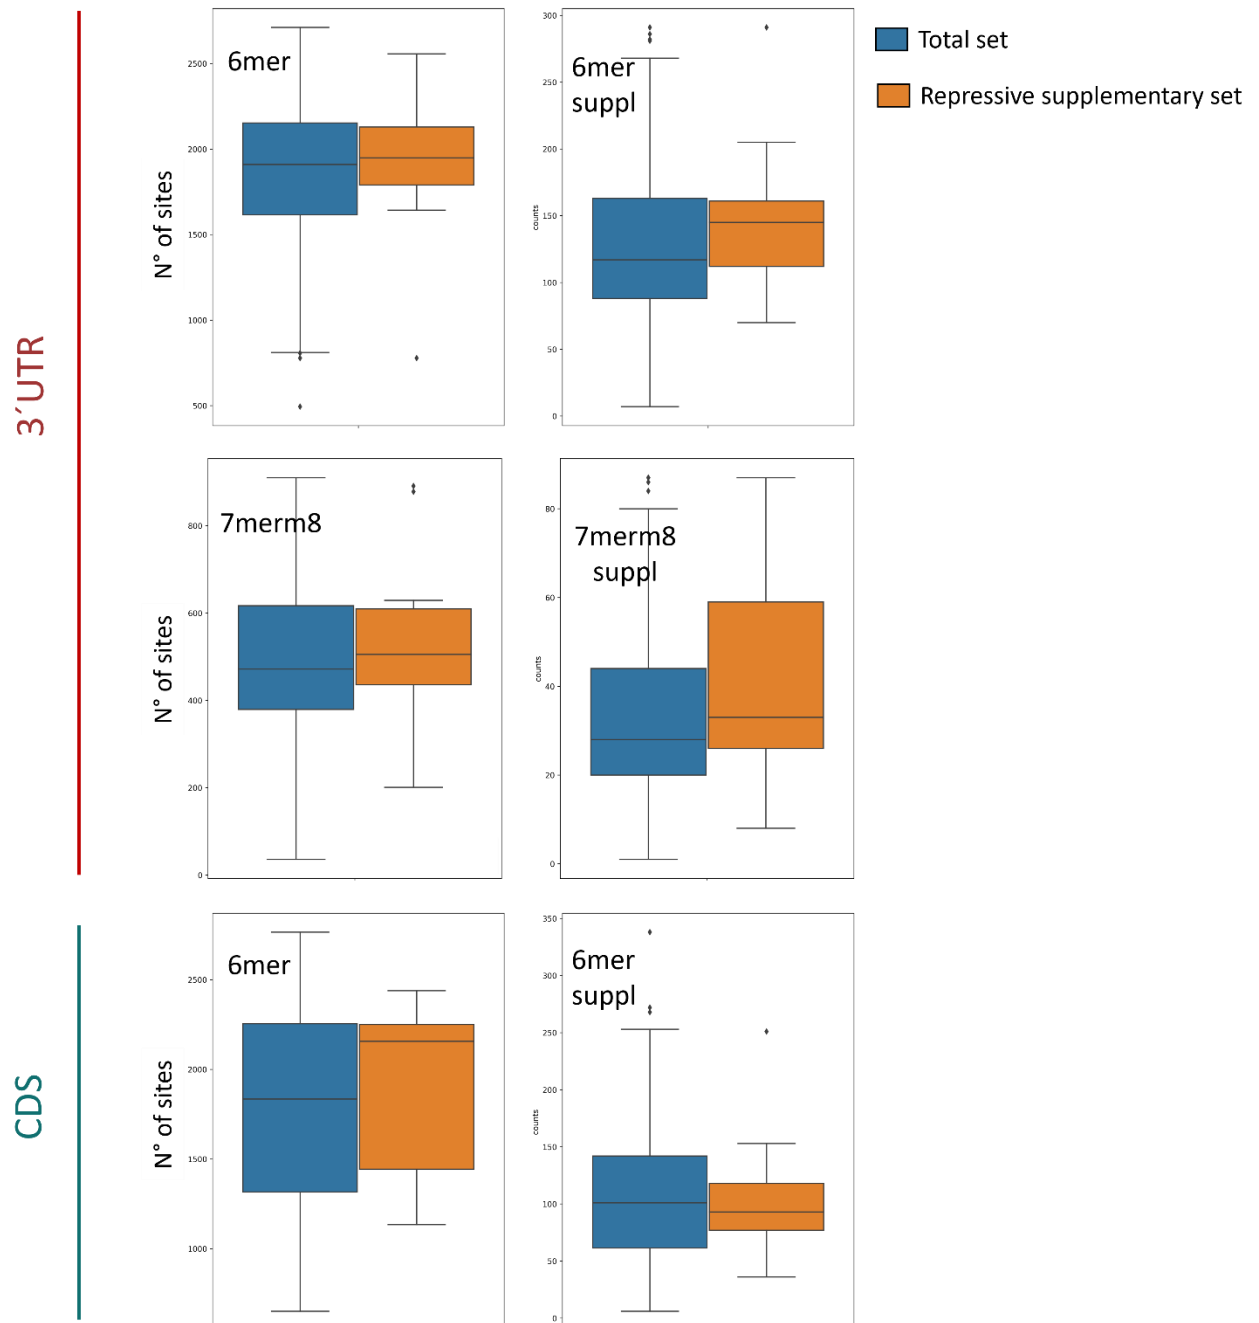 Total set
Repressive supplementary set
3´UTR
N° of sites
6mer
2500
2000
1500
1000
500
counts
6mer
suppl
300
250
200
150
100
50
0
N° of sites
7merm8
800
600
400
200
0
counts
7merm8
suppl
80
60
40
20
0
CDS
N° of sites
6mer
2500
2000
1500
1000
counts
6mer
suppl
350
300
250
200
150
100
50
0